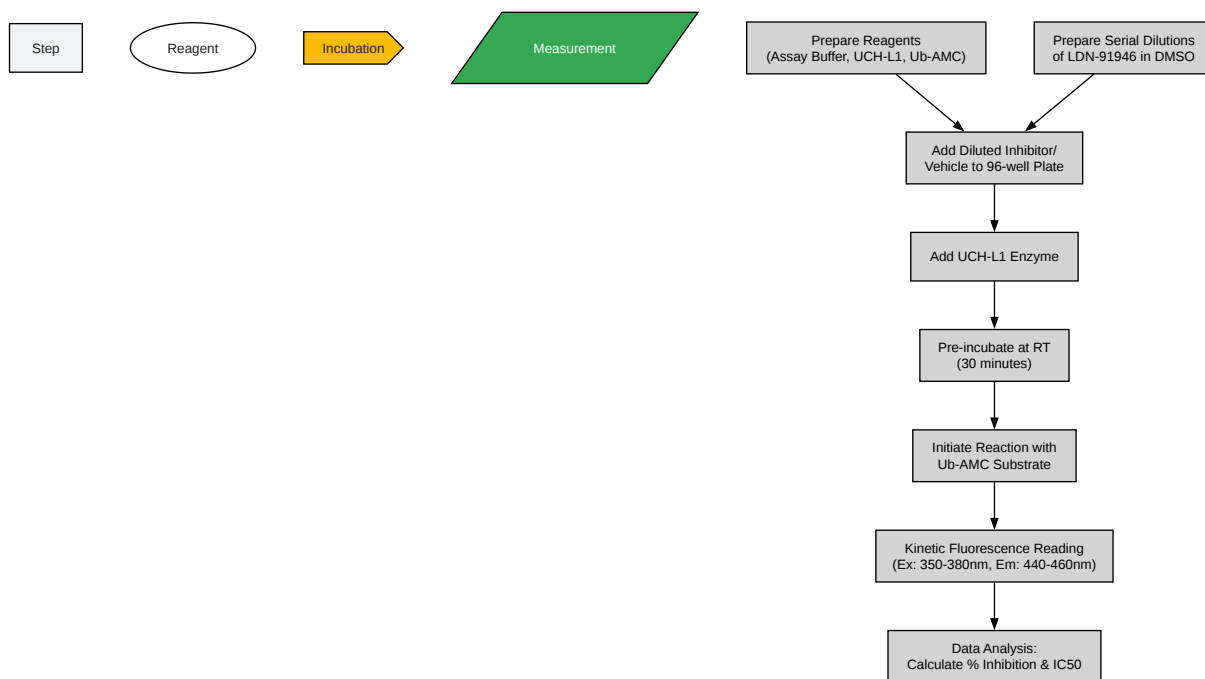 Step
Reagent
Incubation
Measurement
Prepare Reagents
(Assay Buffer, UCH-L1, Ub-AMC)
Prepare Serial Dilutions
of LDN-91946 in DMSO
Add Diluted Inhibitor/
Vehicle to 96-well Plate
Add UCH-L1 Enzyme
Pre-incubate at RT
(30 minutes)
Initiate Reaction with
Ub-AMC Substrate
Kinetic Fluorescence Reading
(Ex: 350-380nm, Em: 440-460nm)
Data Analysis:
Calculate % Inhibition & IC50